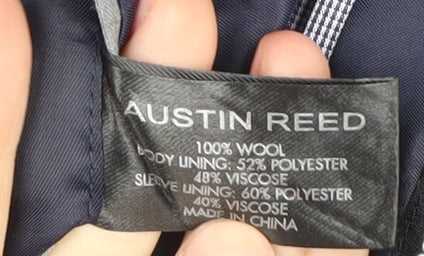 AUSTIN REED
100% WOOL
BODY LINING: 52% POLYESTER
48% VISCOSE
SLEEVE LINING: 60% POLYESTER
40% VISCOSE
MADE IN CHINA